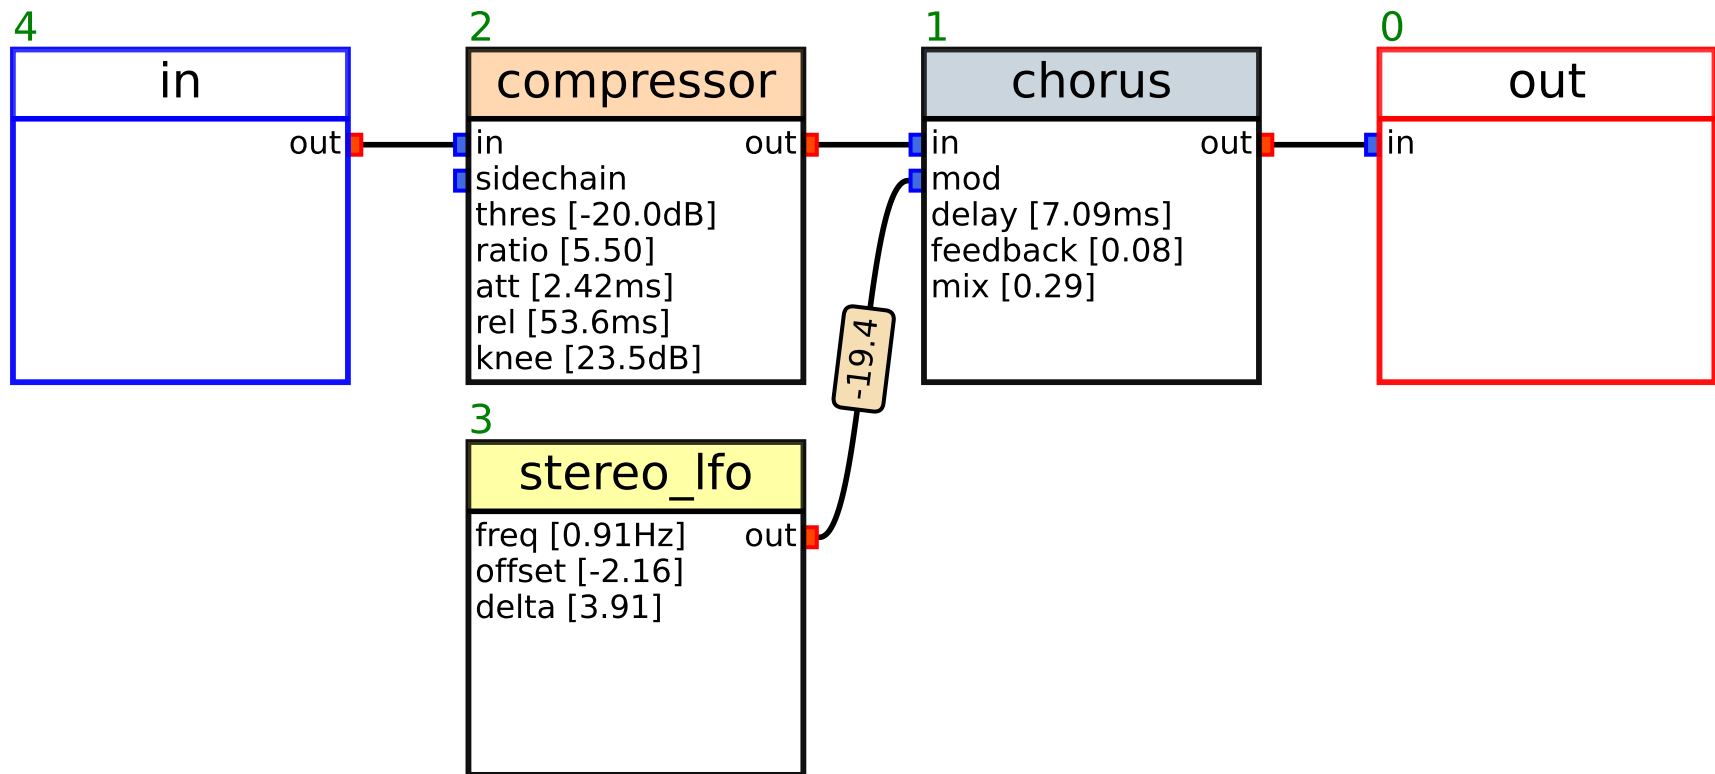 4
in
out
2
compressor
in
out
sidechain
thres [-20.0dB]
ratio [5.50]
att [2.42ms]
rel [53.6ms]
knee [23.5dB]
1
chorus
in
out
mod
delay [7.09ms]
feedback [0.08]
mix [0.29]
0
out
in
-19.4
3
stereo_lfo
freq [0.91Hz]
out
offset [-2.16]
delta [3.91]